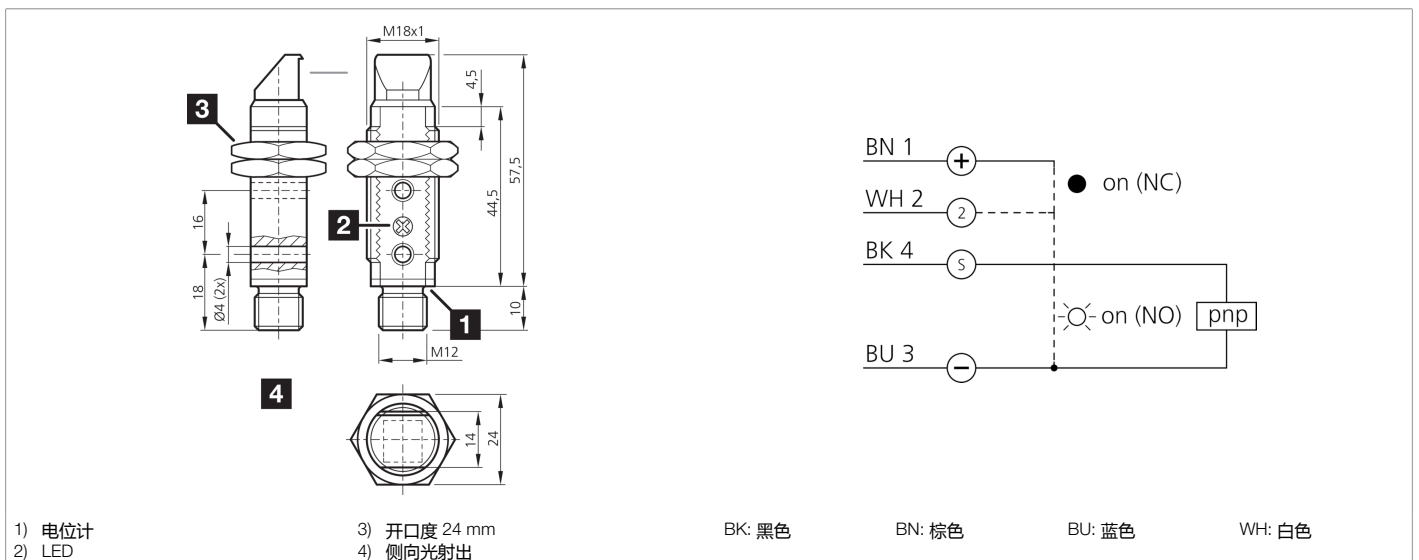 M18x1
4,5
3
57,5
44,5
16
2
18
Ø4 (2x)
10
1
M12
4
14
24
BN 1
+
on (NC)
WH 2
2
BK 4
S
on (NO)
pnp
BU 3
−
1) 电位计
2) LED
3) 开口度 24 mm
4) 侧向光射出
BK: 黑色
BN: 棕色
BU: 蓝色
WH: 白色